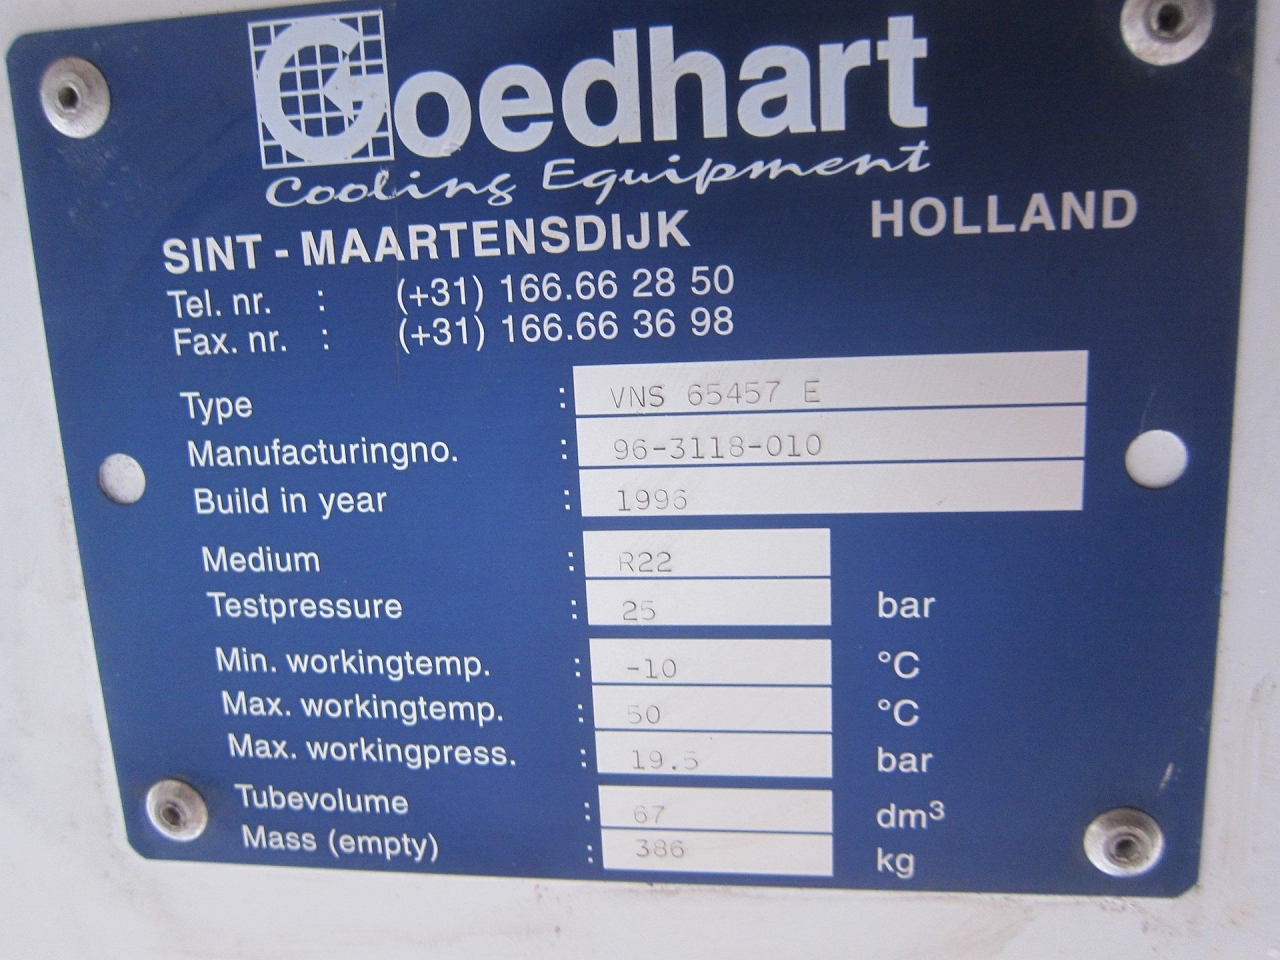 Goedhart
Cooling Equipment
SINT - MAARTENSDIJK HOLLAND
Tel. nr. : (+31) 166.66 28 50
Fax. nr. : (+31) 166.66 36 98
Type : VNS 65457 E
Manufacturingno. : 96-3118-010
Build in year : 1996
Medium : R22
Testpressure : 25 bar
Min. workingtemp. : -10 °C
Max. workingtemp. : 50 °C
Max. workingpress. : 19.5 bar
Tubevolume : 67 dm³
Mass (empty) : 386 kg